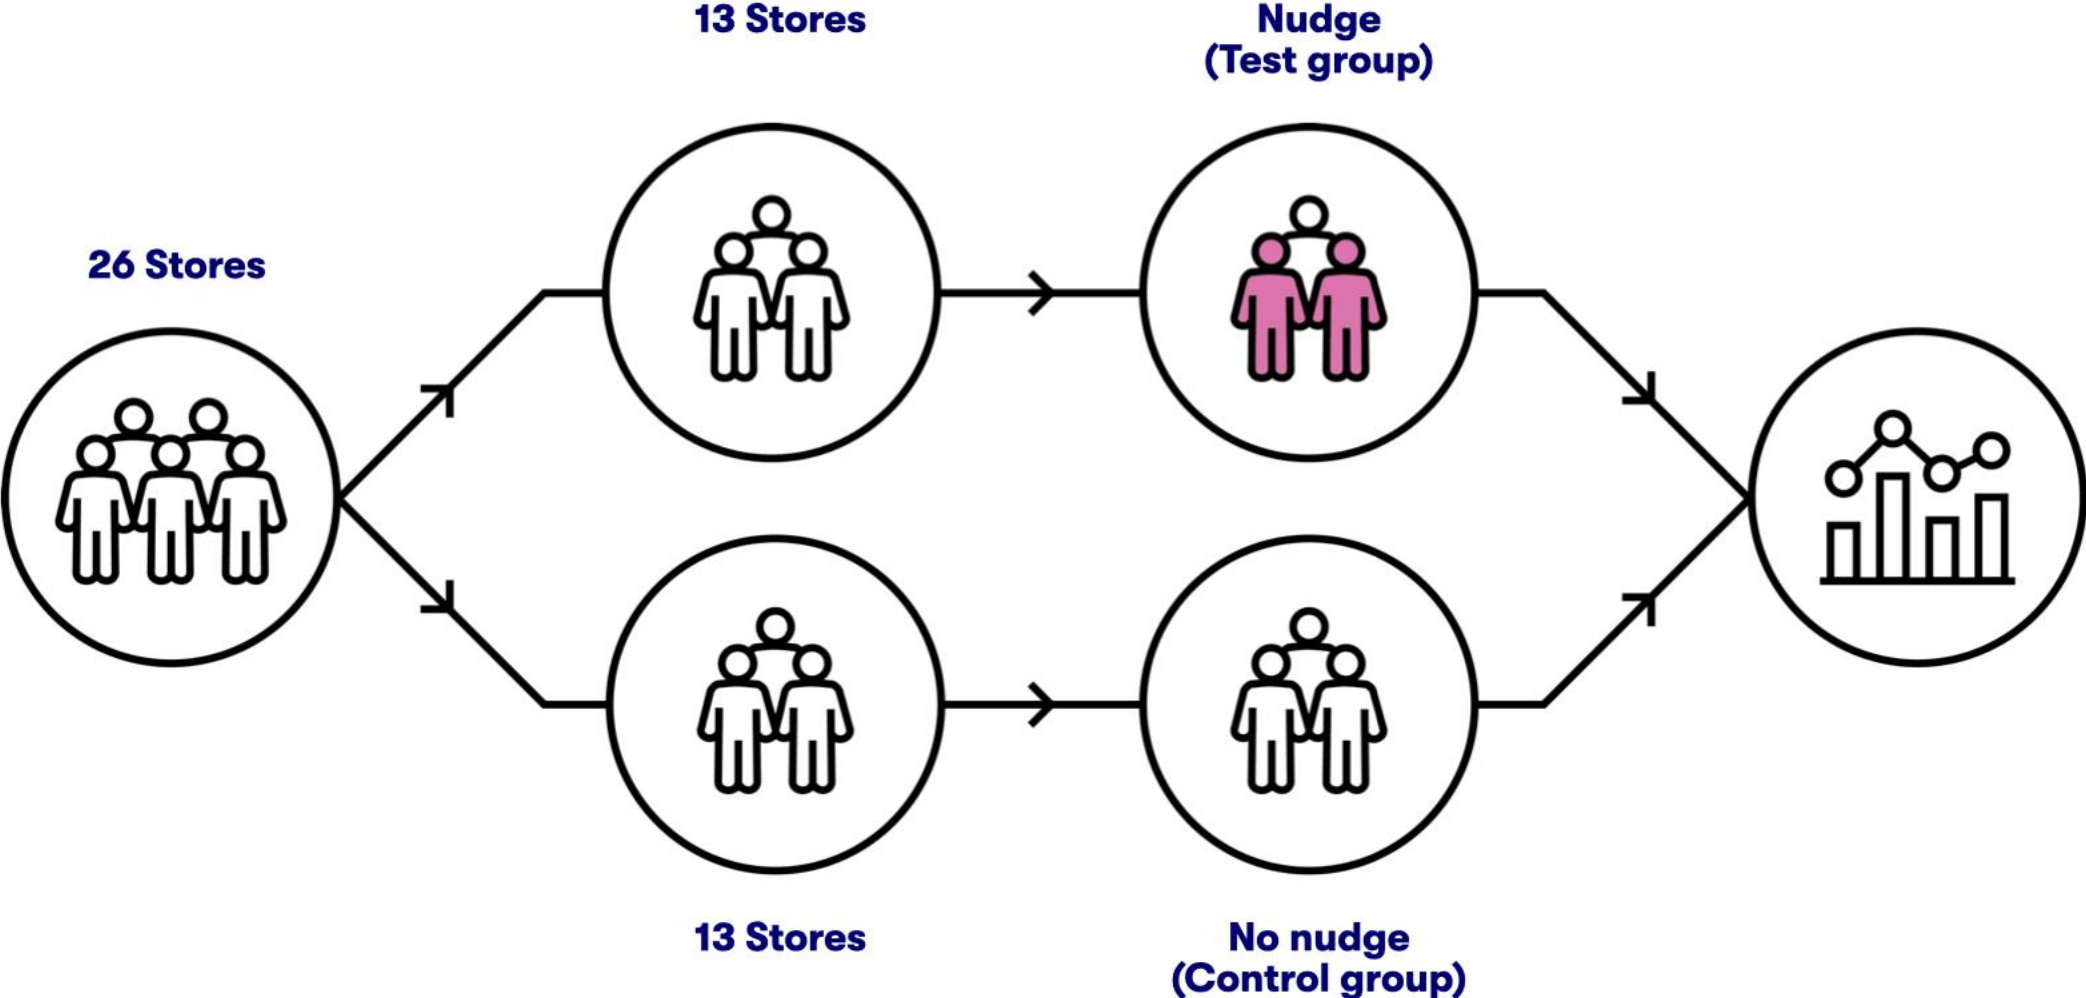 13 Stores
Nudge
(Test group)
26 Stores
13 Stores
No nudge
(Control group)